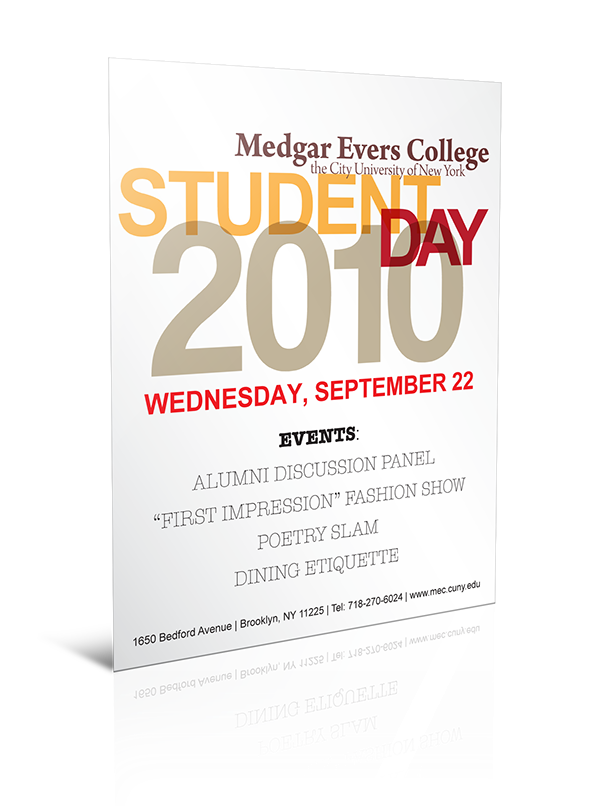 Medgar Evers College
the City University of New York
STUDENT
DAY
2010
WEDNESDAY, SEPTEMBER 22
EVENTS:
ALUMNI DISCUSSION PANEL
“FIRST IMPRESSION” FASHION SHOW
POETRY SLAM
DINING ETIQUETTE
1650 Bedford Avenue | Brooklyn, NY 11225 | Tel: 718-270-6024 | www.mec.cuny.edu